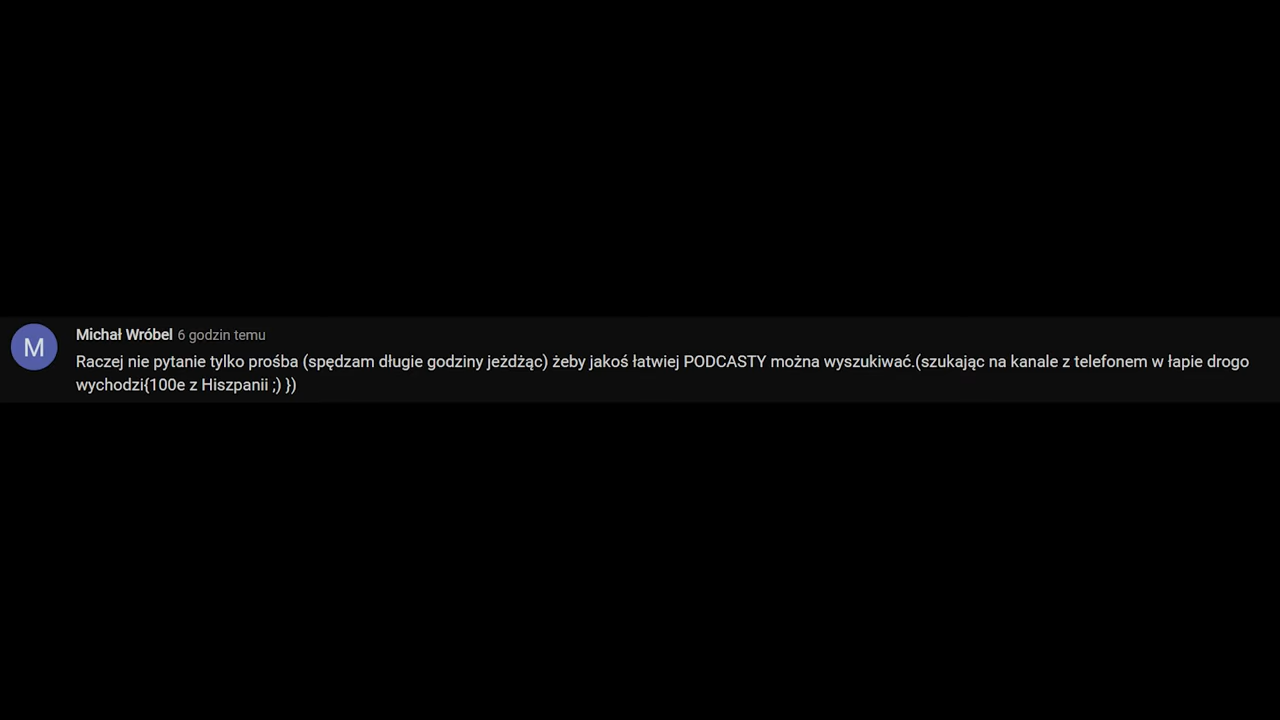 M
Michał Wróbel 6 godzin temu
Raczej nie pytanie tylko prośba (spędzam długie godziny jeżdżąc) żeby jakoś łatwiej PODCASTY można wyszukiwać.(szukając na kanale z telefonem w łapie drogo
wychodzi{100e z Hiszpanii ;) })